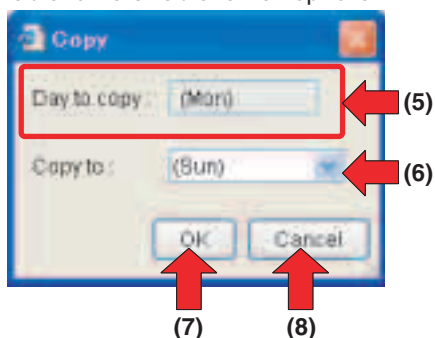 Copy
Day to copy : (Mon) (5)
Copy to : (Sun) (6)
OK Cancel
(7) (8)